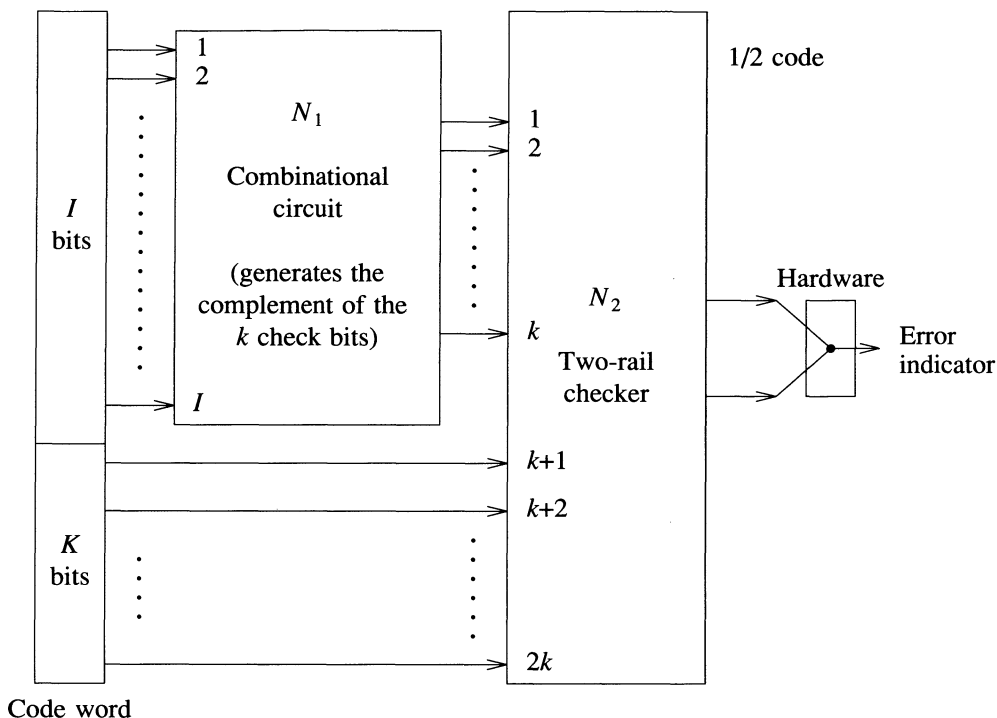 I
bits
K
bits
Code word
1
2
N1
Combinational
circuit
(generates the
complement of the
k check bits)
I
1
2
k
N2
Two-rail
checker
k+1
k+2
2k
1/2 code
Hardware
Error
indicator